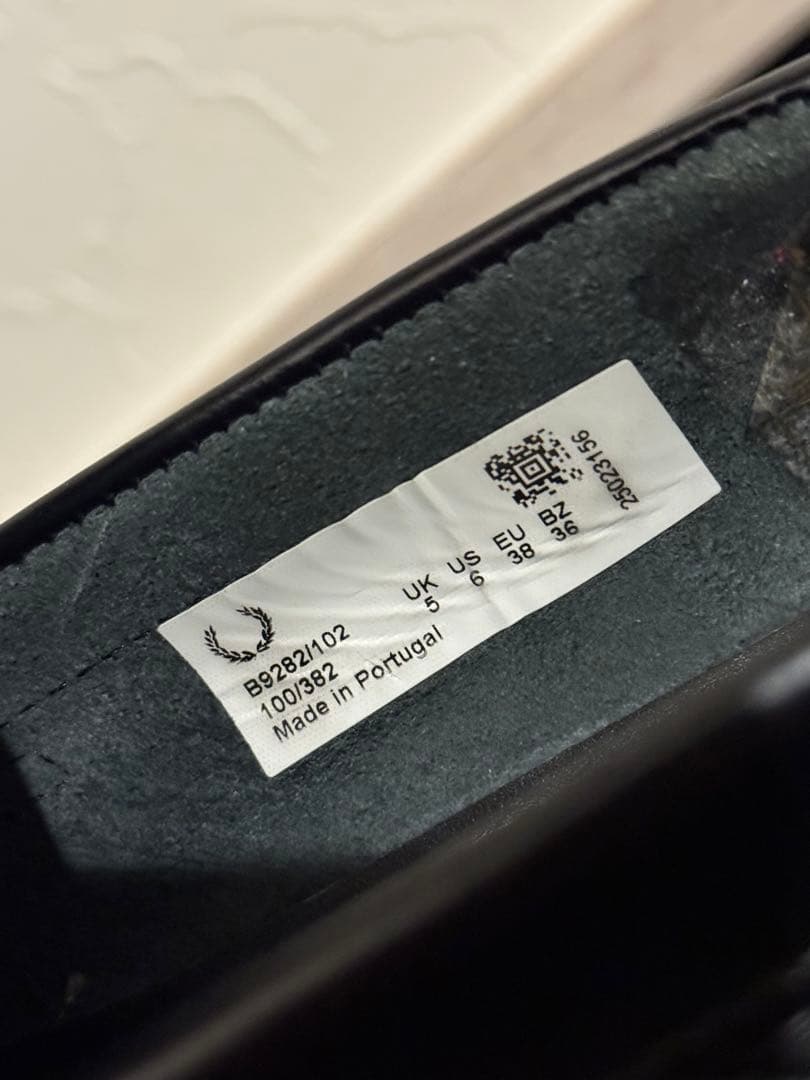 B9282/102
100/382
Made in Portugal
UK US EU BZ
5 6 38 36
25023156